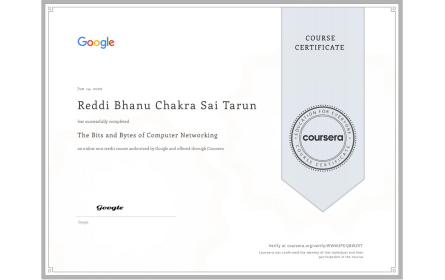 Google
COURSE
CERTIFICATE
Jun 14, 2020
Reddi Bhanu Chakra Sai Tarun
has successfully completed
The Bits and Bytes of Computer Networking
an online non-credit course authorized by Google and offered through Coursera
EDUCATION FOR EVERYONE
coursera
COURSE CERTIFICATE
Google
Google
Verify at coursera.org/verify/
Coursera has confirmed the identity of this individual and their
participation in the course.